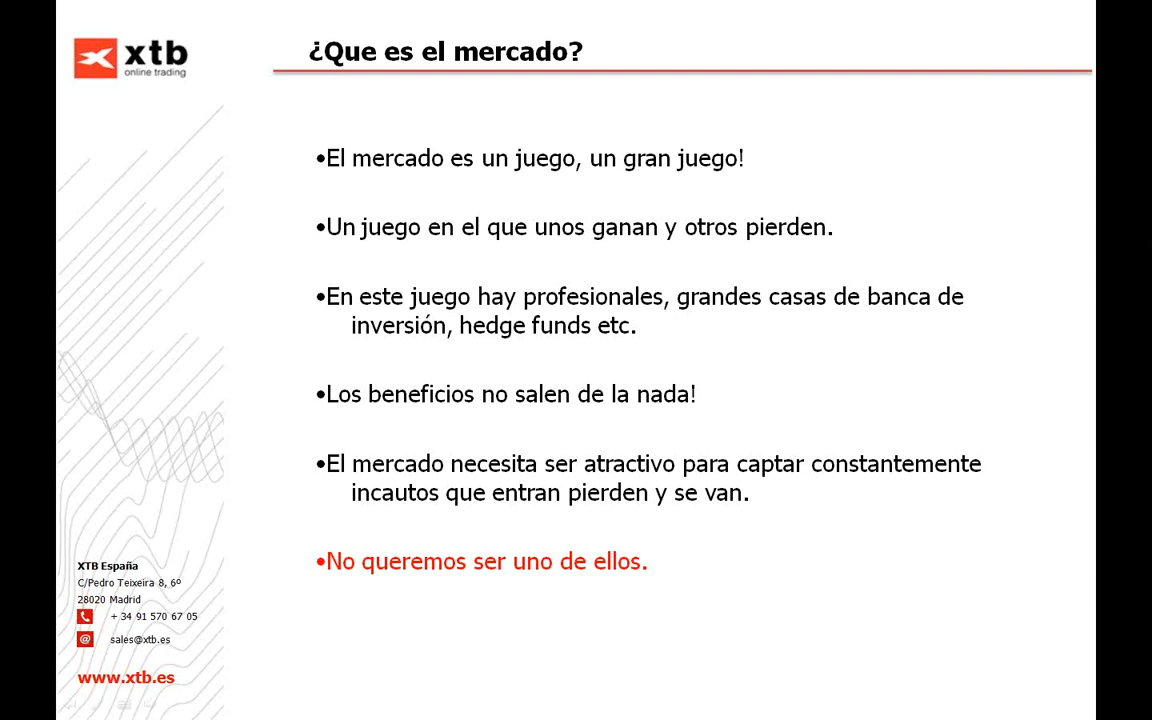 xtb
online trading
¿Que es el mercado?
•El mercado es un juego, un gran juego!
•Un juego en el que unos ganan y otros pierden.
•En este juego hay profesionales, grandes casas de banca de
inversión, hedge funds etc.
•Los beneficios no salen de la nada!
•El mercado necesita ser atractivo para captar constantemente
incautos que entran pierden y se van.
•No queremos ser uno de ellos.
XTB España
C/Pedro Teixeira 8, 6º
28020 Madrid
+ 34 91 570 67 05
@ sales@xtb.es
www.xtb.es